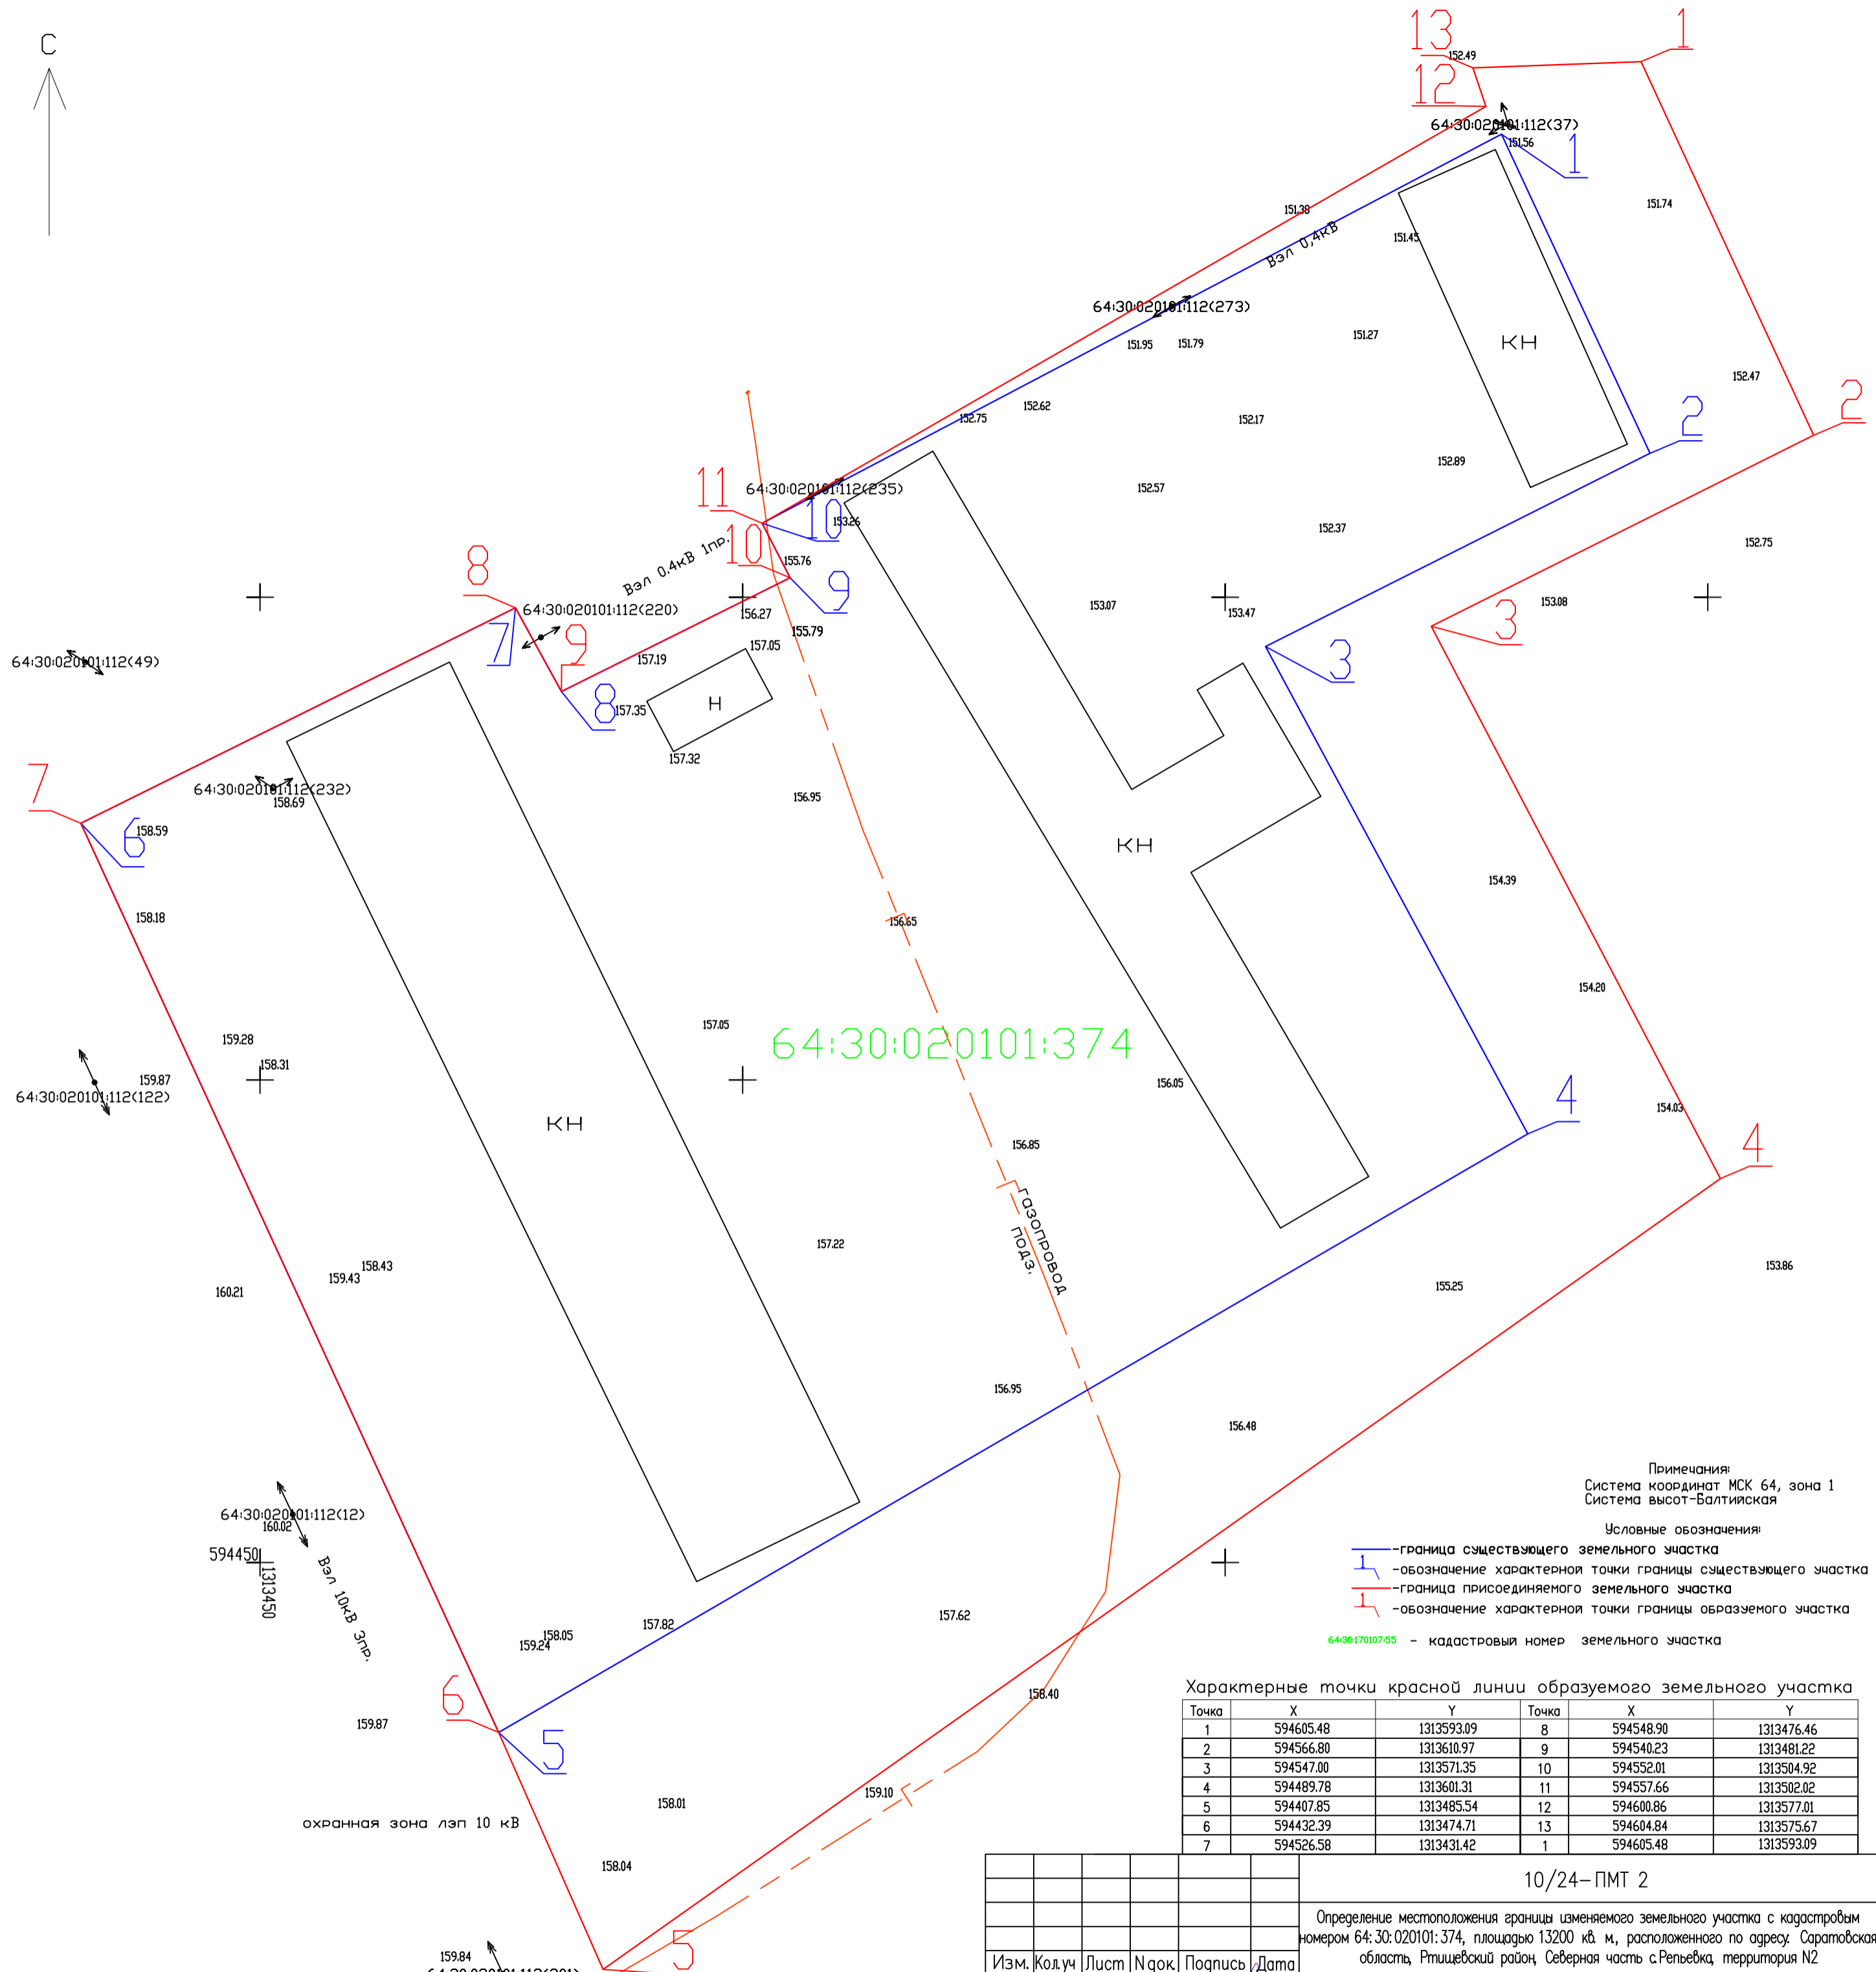 С
13
152.49
1
12
64:30:020101:112(37)
151.56
1
151.74
151.38
Вэл 0,4кВ
151.45
64:30:020101:112(273)
151.95
151.79
151.27
КН
152.47
2
2
152.75
152.62
152.17
152.89
11
64:30:020101:112(235)
10
153.26
152.57
152.37
152.75
Вэл 0.4кВ 1пр.
10
155.76
9
8
64:30:020101:112(220)
7
9
156.27
155.79
157.05
153.07
153.47
153.08
3
3
64:30:020101:112(49)
157.19
8
157.35
Н
157.32
7
64:30:020101:112(232)
158.69
158.59
6
156.95
КН
154.39
158.18
156.65
154.20
159.28
158.31
157.05
64:30:020101:374
156.05
159.87
64:30:020101:112(122)
4
154.03
4
КН
156.85
газопровод
подз.
157.22
158.43
159.43
160.21
155.25
153.86
156.95
156.48
64:30:020101:112(12)
160.02
594450
1313450
Вэл 10кВ 3пр.
157.62
157.82
158.05
159.24
6
5
159.87
158.40
159.10
158.01
охранная зона лэп 10 кВ
158.04
159.84
64:30:020101:112(201)
5
Примечания:
Система координат МСК 64, зона 1
Система высот-Балтийская
Условные обозначения:
-граница существующего земельного участка
1 -обозначение характерной точки границы существующего участка
-граница присоединяемого земельного участка
1 -обозначение характерной точки границы образуемого участка
64:30:170107:55 - кадастровый номер земельного участка
Характерные точки красной линии образуемого земельного участка
Точка X Y Точка X Y
1 594605.48 1313593.09 8 594548.90 1313476.46
2 594566.80 1313610.97 9 594540.23 1313481.22
3 594547.00 1313571.35 10 594552.01 1313504.92
4 594489.78 1313601.31 11 594557.66 1313502.02
5 594407.85 1313485.54 12 594600.86 1313577.01
6 594432.39 1313474.71 13 594604.84 1313575.67
7 594526.58 1313431.42 1 594605.48 1313593.09
10/24-ПМТ 2
Определение местоположения границы изменяемого земельного участка с кадастровым
номером 64:30:020101:374, площадью 13200 кв. м., расположенного по адресу: Саратовская
область, Ртищевский район, Северная часть с.Репьевка, территория N2
Изм. Кол.уч Лист N док. Подпись Дата